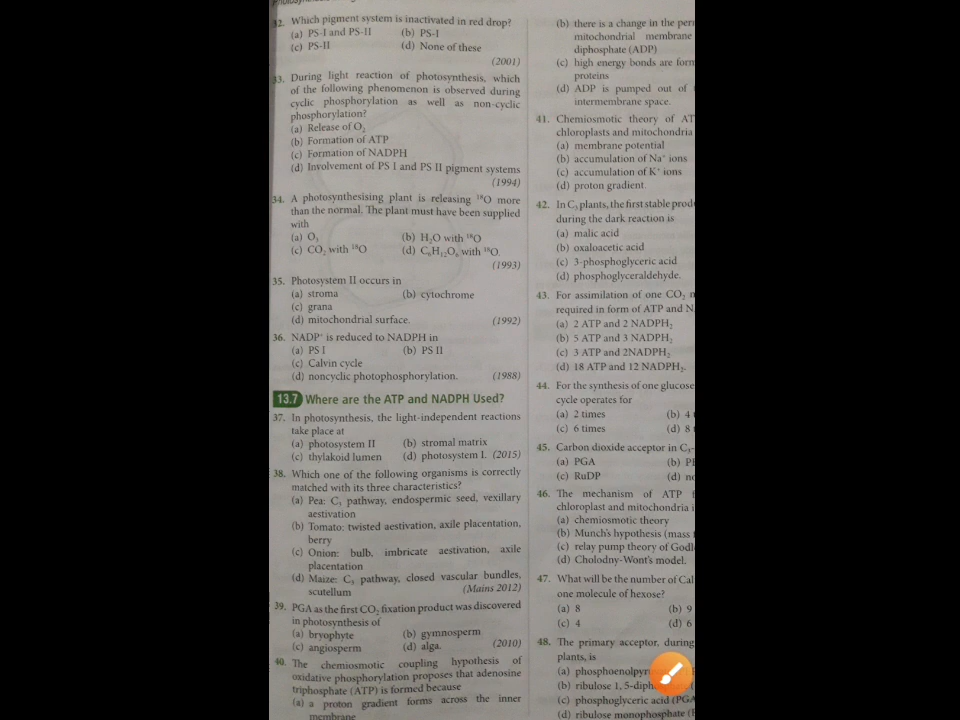 32. Which pigment system is inactivated in red drop?
(a) PS-I and PS-II (b) PS-I
(c) PS-II (d) None of these
(2001)
33. During light reaction of photosynthesis, which
of the following phenomenon is observed during
cyclic phosphorylation as well as non-cyclic
phosphorylation?
(a) Release of O₂
(b) Formation of ATP
(c) Formation of NADPH
(d) Involvement of PS I and PS II pigment systems
(1994)
34. A photosynthesising plant is releasing ¹⁸O more
than the normal. The plant must have been supplied
with
(a) O₃ (b) H₂O with ¹⁸O
(c) CO₂ with ¹⁸O (d) C₆H₁₂O₆ with ¹⁸O.
(1993)
35. Photosystem II occurs in
(a) stroma (b) cytochrome
(c) grana
(d) mitochondrial surface. (1992)
36. NADP⁺ is reduced to NADPH in
(a) PS I (b) PS II
(c) Calvin cycle
(d) noncyclic photophosphorylation. (1988)
13.7 Where are the ATP and NADPH Used?
37. In photosynthesis, the light-independent reactions
take place at
(a) photosystem II (b) stromal matrix
(c) thylakoid lumen (d) photosystem I. (2015)
38. Which one of the following organisms is correctly
matched with its three characteristics?
(a) Pea: C₃ pathway, endospermic seed, vexillary
aestivation
(b) Tomato: twisted aestivation, axile placentation,
berry
(c) Onion: bulb, imbricate aestivation, axile
placentation
(d) Maize: C₃ pathway, closed vascular bundles,
scutellum (Mains 2012)
39. PGA as the first CO₂ fixation product was discovered
in photosynthesis of
(a) bryophyte (b) gymnosperm
(c) angiosperm (d) alga. (2010)
40. The chemiosmotic coupling hypothesis of
oxidative phosphorylation proposes that adenosine
triphosphate (ATP) is formed because
(a) a proton gradient forms across the inner
membrane
(b) there is a change in the
mitochondrial membrane
diphosphate (ADP)
(c) high energy bonds are
proteins
(d) ADP is pumped out of
intermembrane space.
41. Chemiosmotic theory of
chloroplasts and mitochondria
(a) membrane potential
(b) accumulation of Na⁺ ions
(c) accumulation of K⁺ ions
(d) proton gradient.
42. In C₃ plants, the first stable
during the dark reaction is
(a) malic acid
(b) oxaloacetic acid
(c) 3-phosphoglyceric acid
(d) phosphoglyceraldehyde.
43. For assimilation of one CO₂
required in form of ATP and
(a) 2 ATP and 2 NADPH₂
(b) 5 ATP and 3 NADPH₂
(c) 3 ATP and 2NADPH₂
(d) 18 ATP and 12 NADPH₂.
44. For the synthesis of one glucose
cycle operates for
(a) 2 times (b) 4
(c) 6 times (d) 8
45. Carbon dioxide acceptor in C₃-
(a) PGA (b)
(c) RuDP (d)
46. The mechanism of ATP
chloroplast and mitochondria
(a) chemiosmotic theory
(b) Munch's hypothesis (mass
(c) relay pump theory of
(d) Cholodny-Wont's model.
47. What will be the number of
one molecule of hexose?
(a) 8 (b) 9
(c) 4 (d) 6
48. The primary acceptor, during
plants, is
(a)
(b) ribulose 1,
(c) phosphoglyceric acid (PGA
(d) ribulose monophosphate